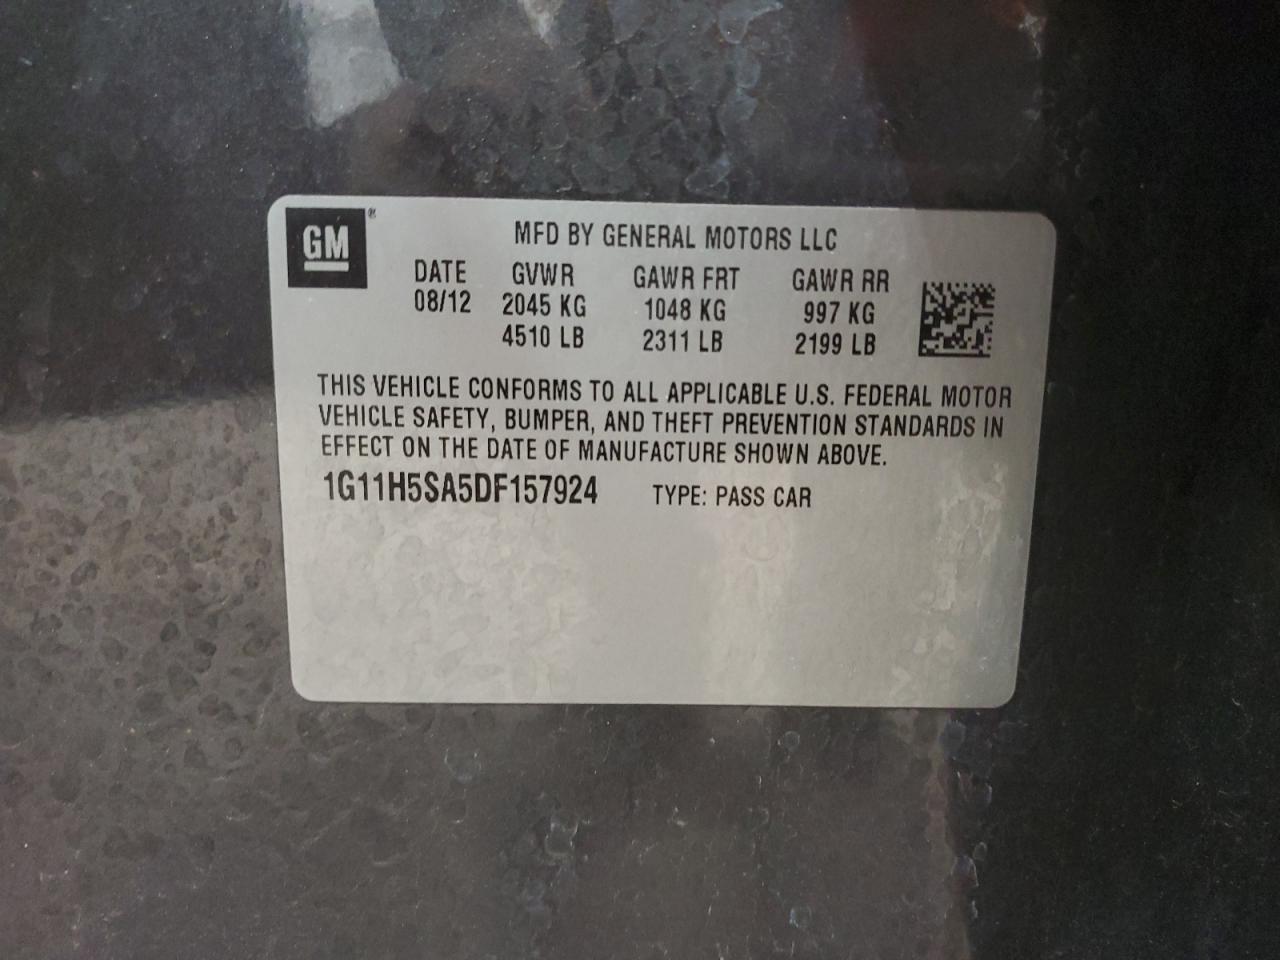 GM®
MFD BY GENERAL MOTORS LLC
DATE GVWR GAWR FRT GAWR RR
08/12 2045 KG 1048 KG 997 KG
4510 LB 2311 LB 2199 LB
THIS VEHICLE CONFORMS TO ALL APPLICABLE U.S. FEDERAL MOTOR
VEHICLE SAFETY, BUMPER, AND THEFT PREVENTION STANDARDS IN
EFFECT ON THE DATE OF MANUFACTURE SHOWN ABOVE.
1G11H5SA5DF157924 TYPE: PASS CAR